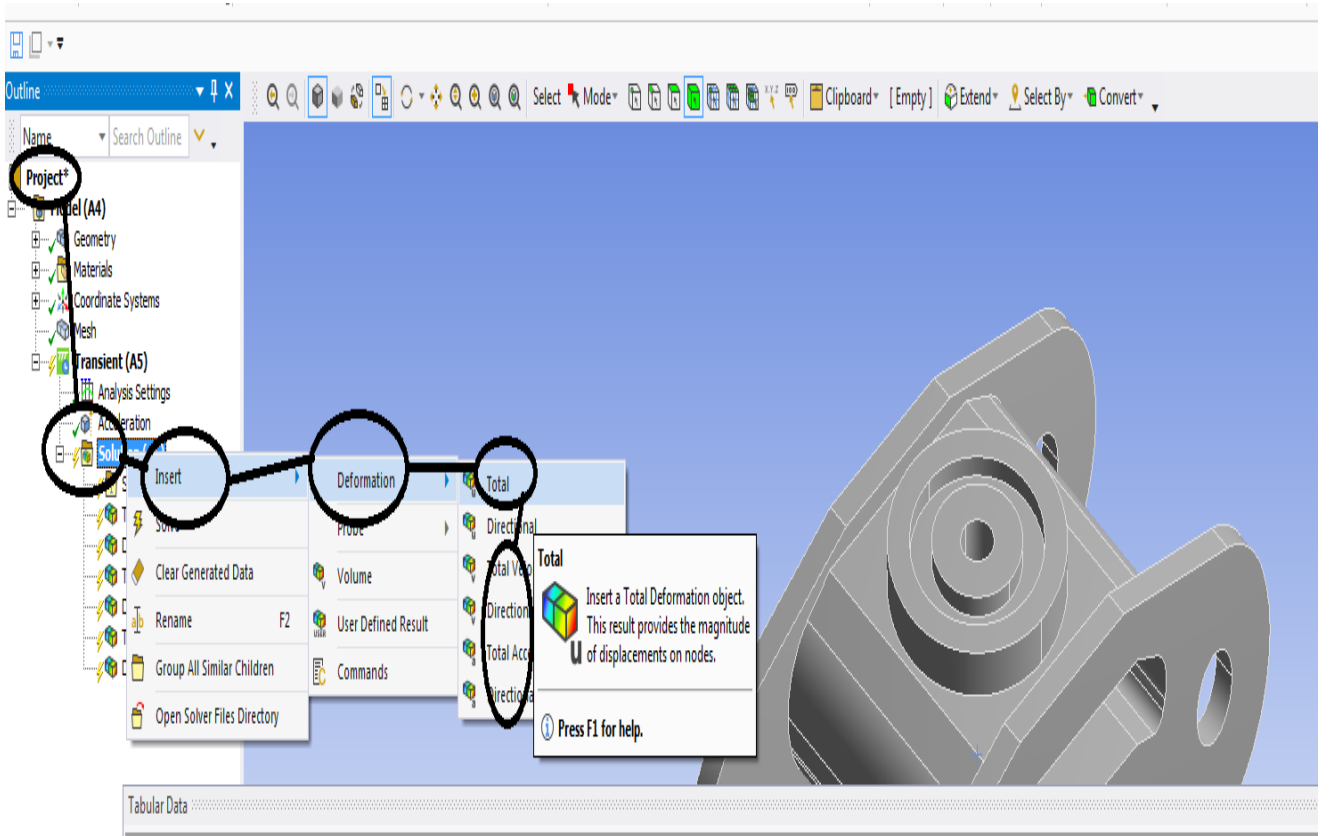 Outline
Select Mode Clipboard [Empty] Extend Select By Convert
Name Search Outline
Project*
Model (A4)
Geometry
Materials
Coordinate Systems
Mesh
Transient (A5)
Analysis Settings
Acceleration
Insert
Deformation
Total
Directional
Probe
Clear Generated Data
Volume
Rename F2
User Defined Result
Group All Similar Children
Commands
Open Solver Files Directory
Total
Insert a Total Deformation object.
This result provides the magnitude
of displacements on nodes.
Press F1 for help.
Tabular Data